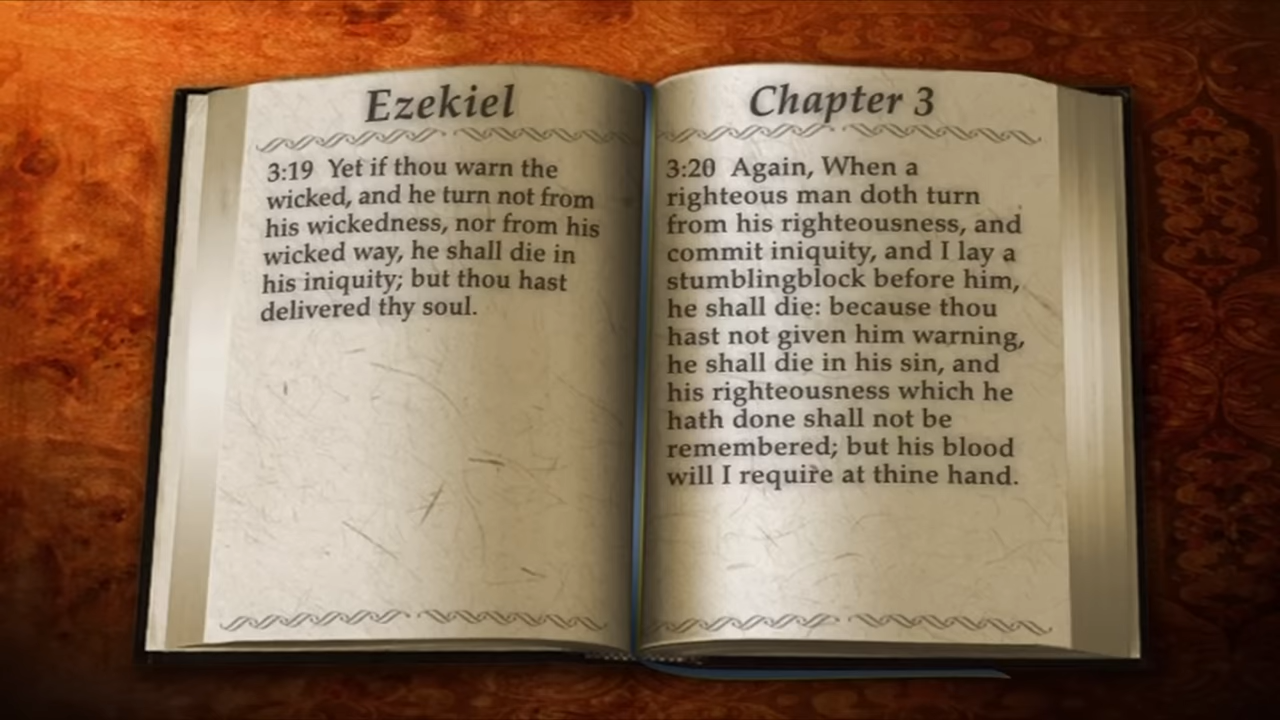 Ezekiel
3:19 Yet if thou warn the
wicked, and he turn not from
his wickedness, nor from his
wicked way, he shall die in
his iniquity; but thou hast
delivered thy soul.
Chapter 3
3:20 Again, When a
righteous man doth turn
from his righteousness, and
commit iniquity, and I lay a
stumblingblock before him,
he shall die: because thou
hast not given him warning,
he shall die in his sin, and
his righteousness which he
hath done shall not be
remembered; but his blood
will I require at thine hand.